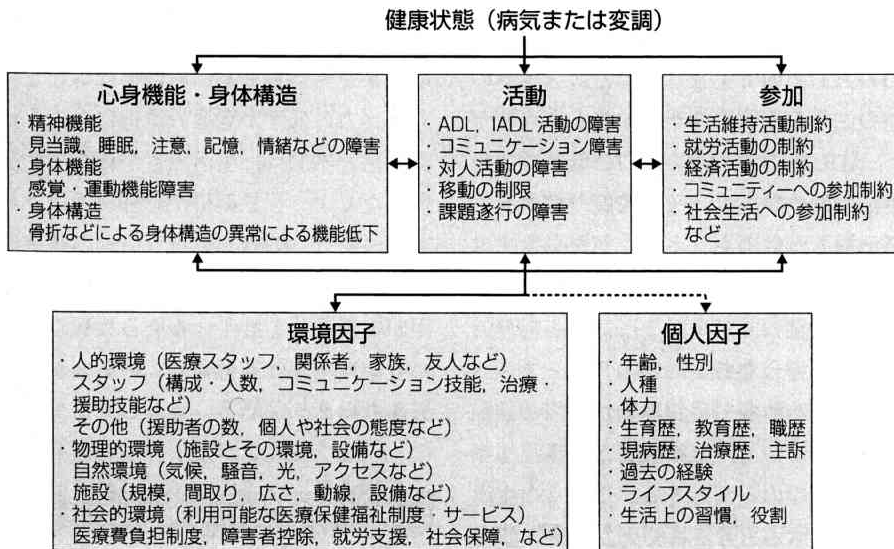 健康状態（病気または変調）
心身機能・身体構造
・精神機能
見当識，睡眠，注意，記憶，情緒などの障害
・身体機能
感覚・運動機能障害
・身体構造
骨折などによる身体構造の異常による機能低下
活動
・ADL，IADL 活動の障害
・コミュニケーション障害
・対人活動の障害
・移動の制限
・課題遂行の障害
参加
・生活維持活動制約
・就労活動の制約
・経済活動の制約
・コミュニティーへの参加制約
・社会生活への参加制約
など
環境因子
・人的環境（医療スタッフ，関係者，家族，友人など）
スタッフ（構成・人数，コミュニケーション技能，治療・
援助技能など）
その他（援助者の数，個人や社会の態度など）
・物理的環境（施設とその環境，設備など）
自然環境（気候，騒音，光，アクセスなど）
施設（規模，間取り，広さ，動線，設備など）
・社会的環境（利用可能な医療保健福祉制度・サービス）
医療費負担制度，障害者控除，就労支援，社会保障，など）
個人因子
・年齢，性別
・人種
・体力
・生育歴，教育歴，職歴
・現病歴，治療歴，主訴
・過去の経験
・ライフスタイル
・生活上の習慣，役割